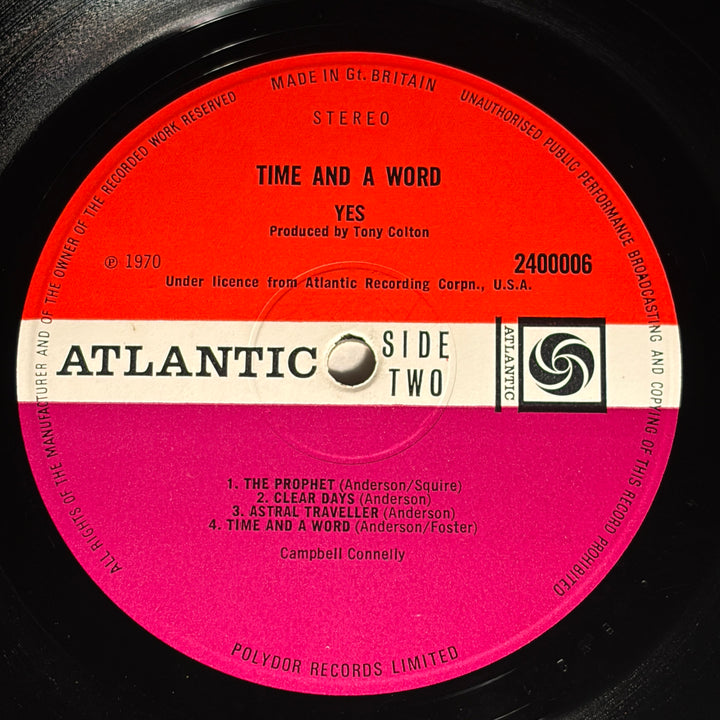 MADE IN Gt. BRITAIN
UNAUTHORISED PUBLIC PERFORMANCE BROADCASTING AND COPYING OF THIS RECORD PROHIBITED
ALL RIGHTS OF THE MANUFACTURER AND OF THE OWNER OF THE RECORDED WORK RESERVED
STEREO
TIME AND A WORD
YES
Produced by Tony Colton
℗ 1970
2400006
Under licence from Atlantic Recording Corpn., U.S.A.
ATLANTIC
SIDE
TWO
ATLANTIC
1. THE PROPHET (Anderson/Squire)
2. CLEAR DAYS (Anderson)
3. ASTRAL TRAVELLER (Anderson)
4. TIME AND A WORD (Anderson/Foster)
Campbell Connelly
POLYDOR RECORDS LIMITED